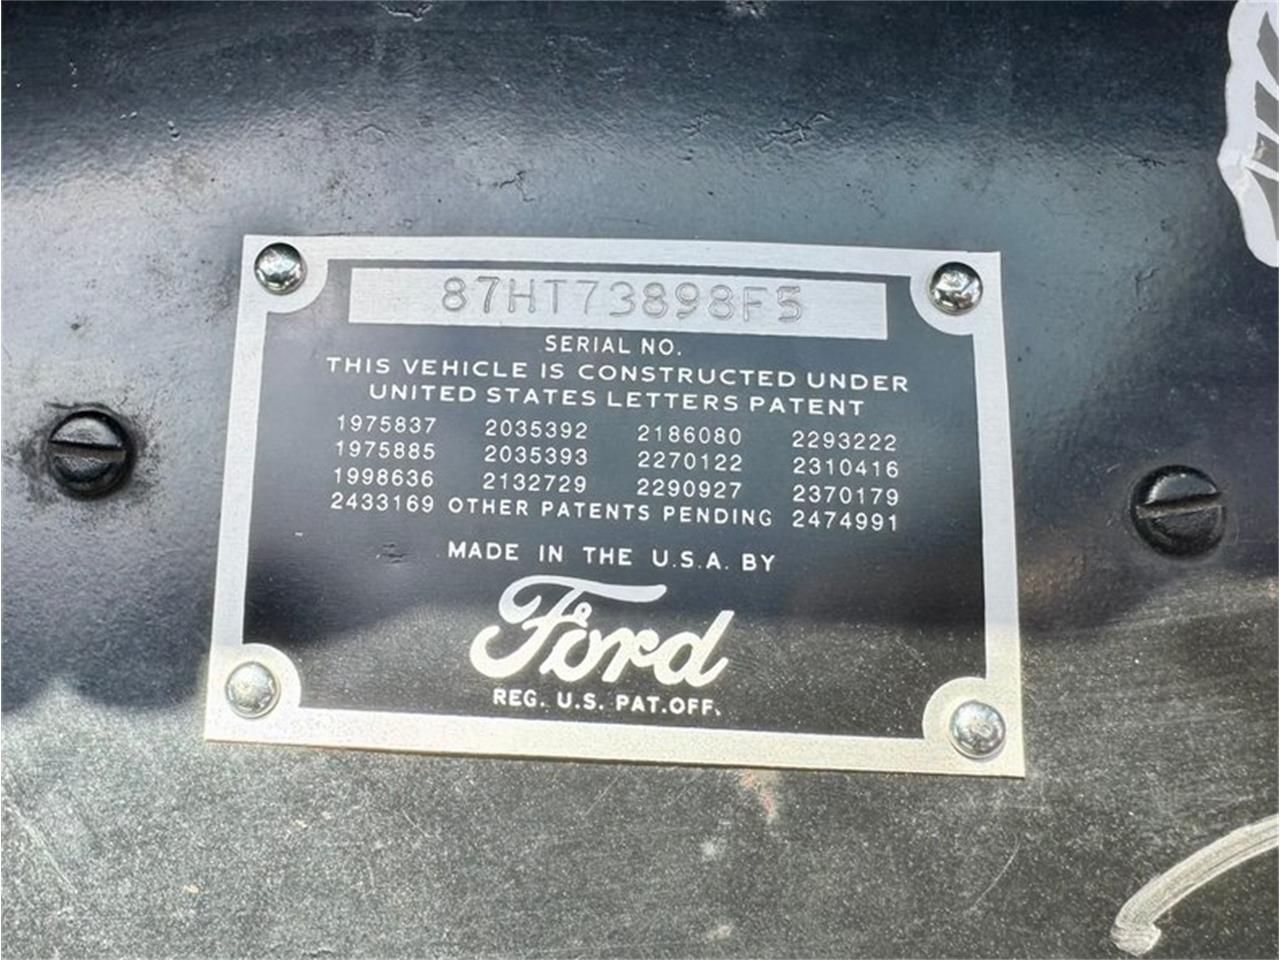 87HT73898F5
SERIAL NO.
THIS VEHICLE IS CONSTRUCTED UNDER
UNITED STATES LETTERS PATENT
1975837 2035392 2186080 2293222
1975885 2035393 2270122 2310416
1998636 2132729 2290927 2370179
2433169 OTHER PATENTS PENDING 2474991
MADE IN THE U.S.A. BY
Ford
REG. U.S. PAT.OFF.